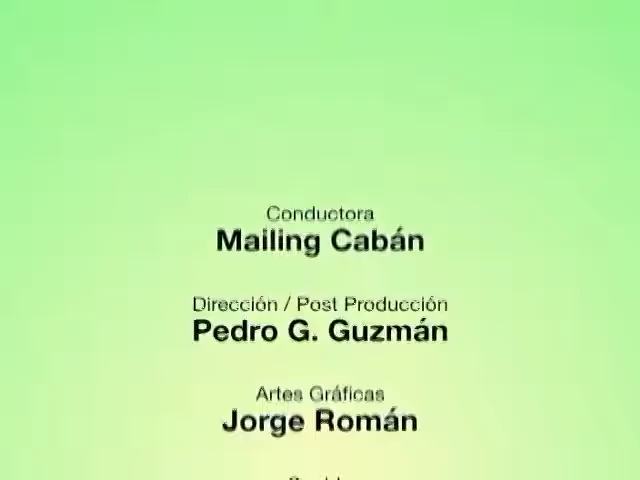 Conductora
Mailing Cabán
Dirección / Post Producción
Pedro G. Guzmán
Artes Gráficas
Jorge Román